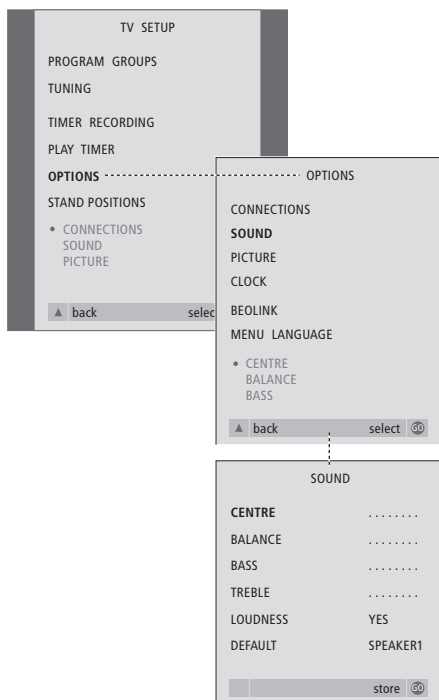 TV SETUP
PROGRAM GROUPS
TUNING
TIMER RECORDING
PLAY TIMER
OPTIONS
STAND POSITIONS
• CONNECTIONS
SOUND
PICTURE
▲ back selec
OPTIONS
CONNECTIONS
SOUND
PICTURE
CLOCK
BEOLINK
MENU LANGUAGE
• CENTRE
BALANCE
BASS
▲ back select GO
SOUND
CENTRE ........
BALANCE ........
BASS ........
TREBLE ........
LOUDNESS YES
DEFAULT SPEAKER1
store GO